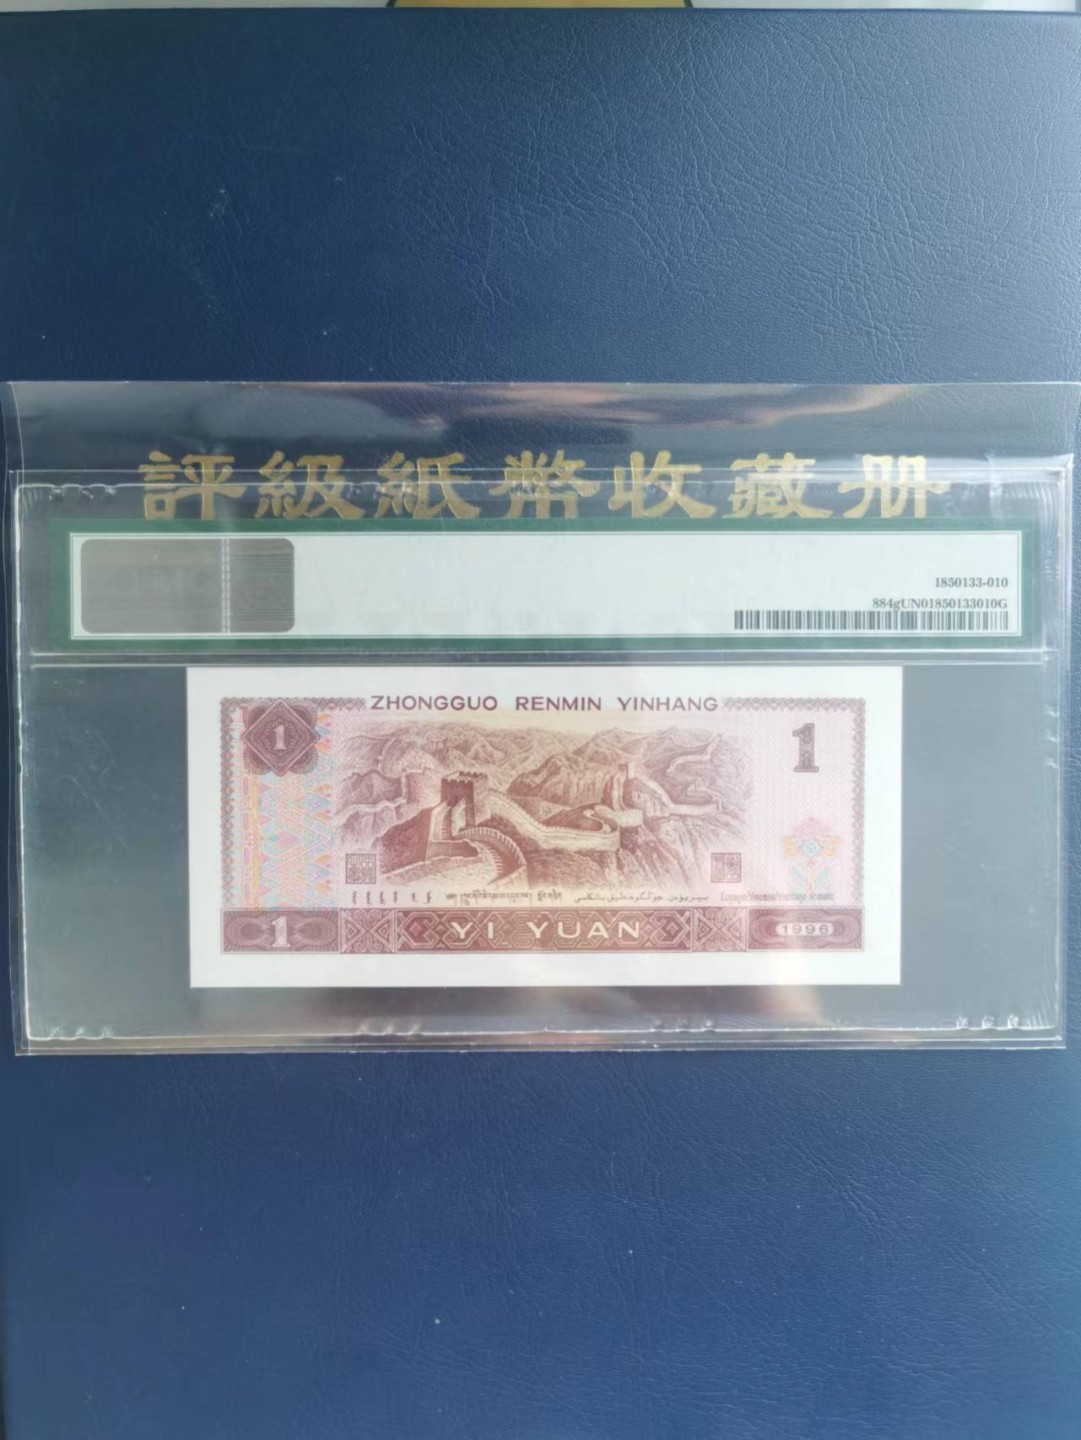 評級紙幣收藏册
1850133-010
884gUN01850133010G
ZHONGGUO RENMIN YINHANG
1
1
1
YI YUAN
1996